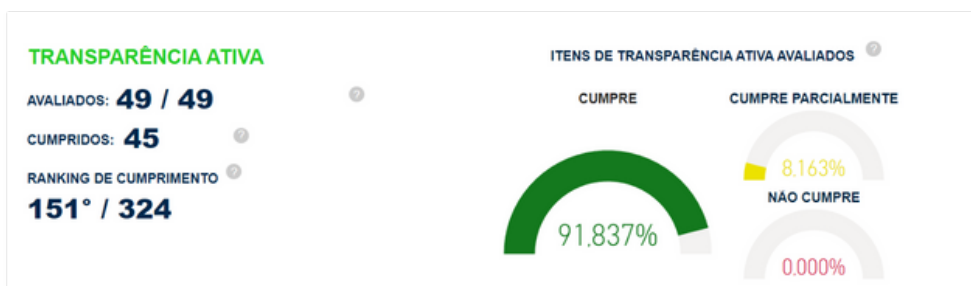 TRANSPARÊNCIA ATIVA
AVALIADOS: 49 / 49
CUMPRIDOS: 45
RANKING DE CUMPRIMENTO
151° / 324
ITENS DE TRANSPARÊNCIA ATIVA AVALIADOS
CUMPRE
91,837%
CUMPRE PARCIALMENTE
8.163%
NÃO CUMPRE
0.000%